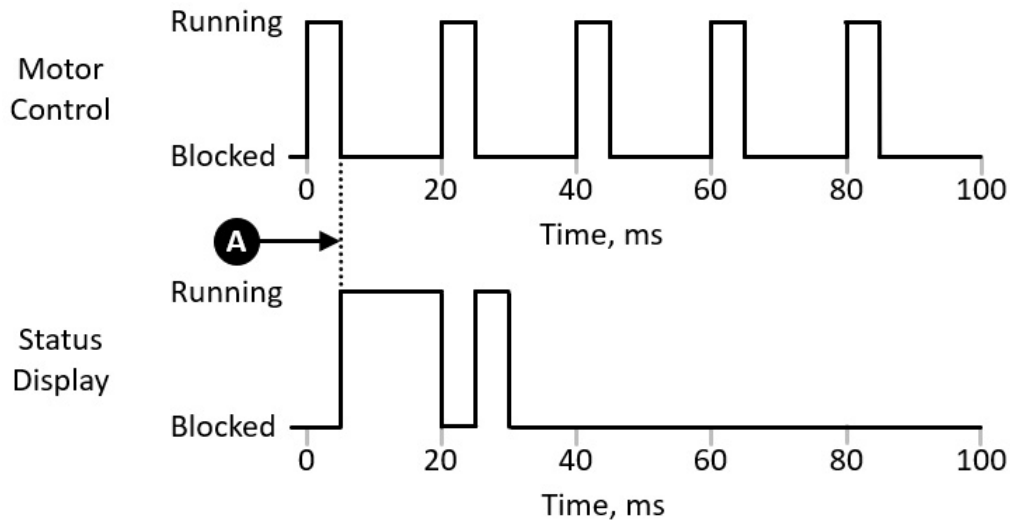 Running
Motor
Control
Blocked
0 20 40 60 80 100
Time, ms
A
Running
Status
Display
Blocked
0 20 40 60 80 100
Time, ms